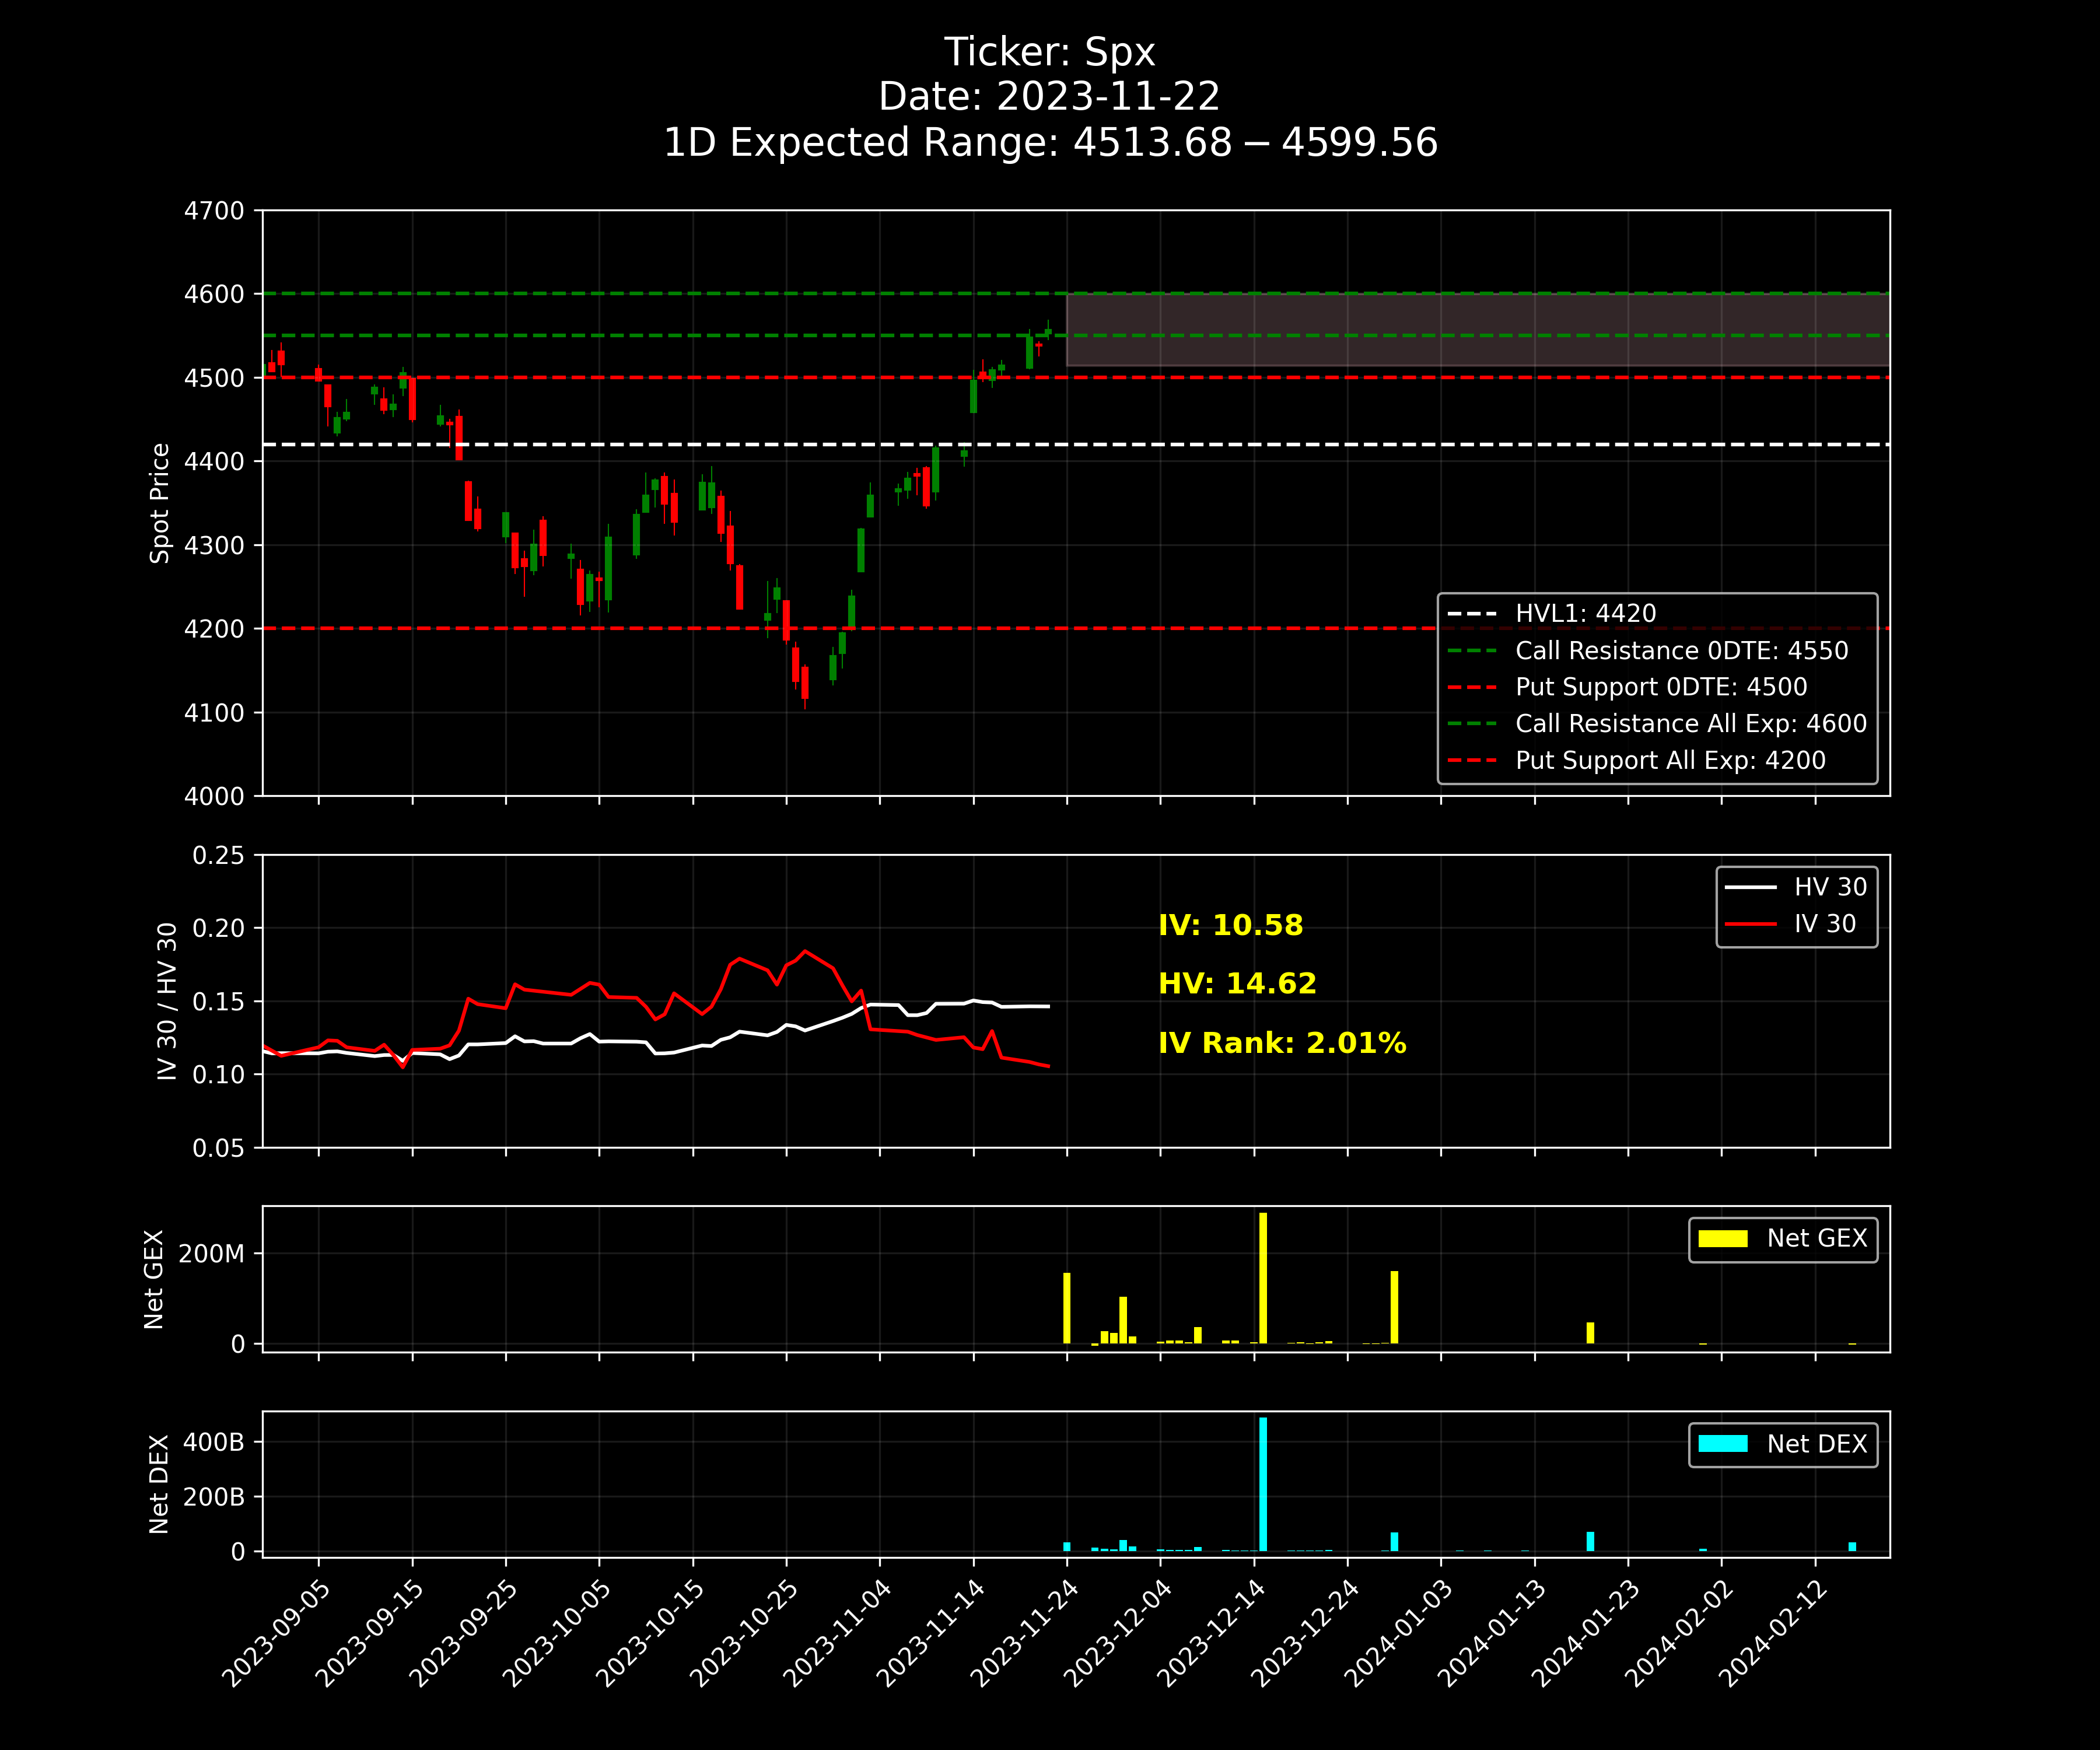 Ticker: Spx
Date: 2023-11-22
1D Expected Range: 4513.68 − 4599.56
Spot Price
4700
4600
4500
4400
4300
4200
4100
4000
HVL1: 4420
Call Resistance 0DTE: 4550
Put Support 0DTE: 4500
Call Resistance All Exp: 4600
Put Support All Exp: 4200
IV 30 / HV 30
0.25
0.20
0.15
0.10
0.05
IV: 10.58
HV: 14.62
IV Rank: 2.01%
HV 30
IV 30
Net GEX
200M
0
Net GEX
Net DEX
400B
200B
0
Net DEX
2023-09-05
2023-09-15
2023-09-25
2023-10-05
2023-10-15
2023-10-25
2023-11-04
2023-11-14
2023-11-24
2023-12-04
2023-12-14
2023-12-24
2024-01-03
2024-01-13
2024-01-23
2024-02-02
2024-02-12